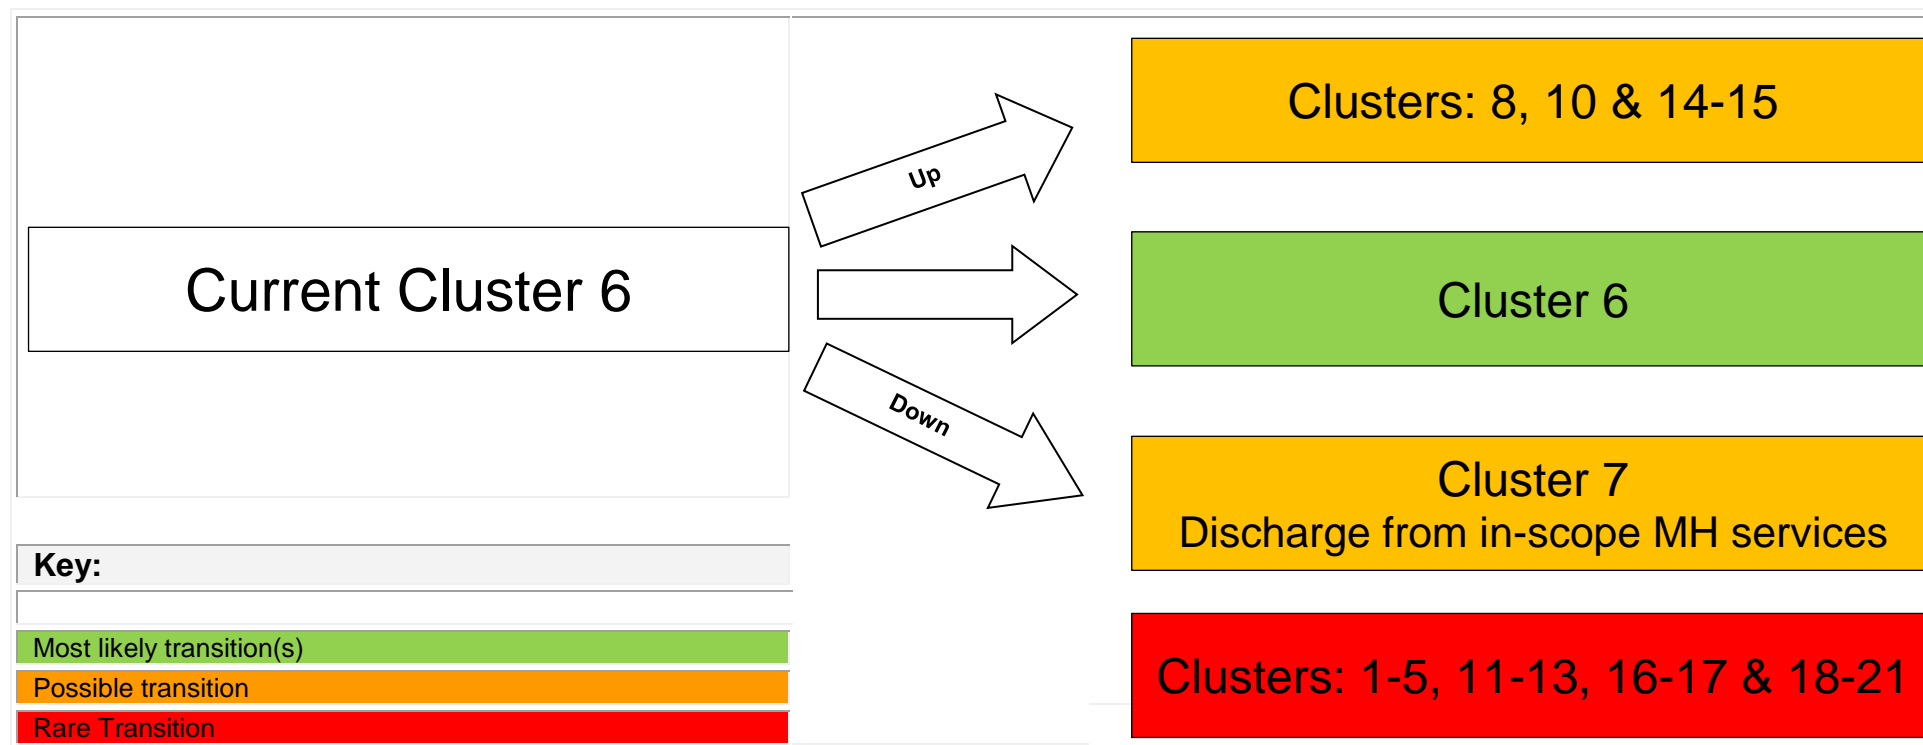 Current Cluster 6
Up
Down
Clusters: 8, 10 & 14-15
Cluster 6
Cluster 7
Discharge from in-scope MH services
Clusters: 1-5, 11-13, 16-17 & 18-21
Key:
Most likely transition(s)
Possible transition
Rare Transition